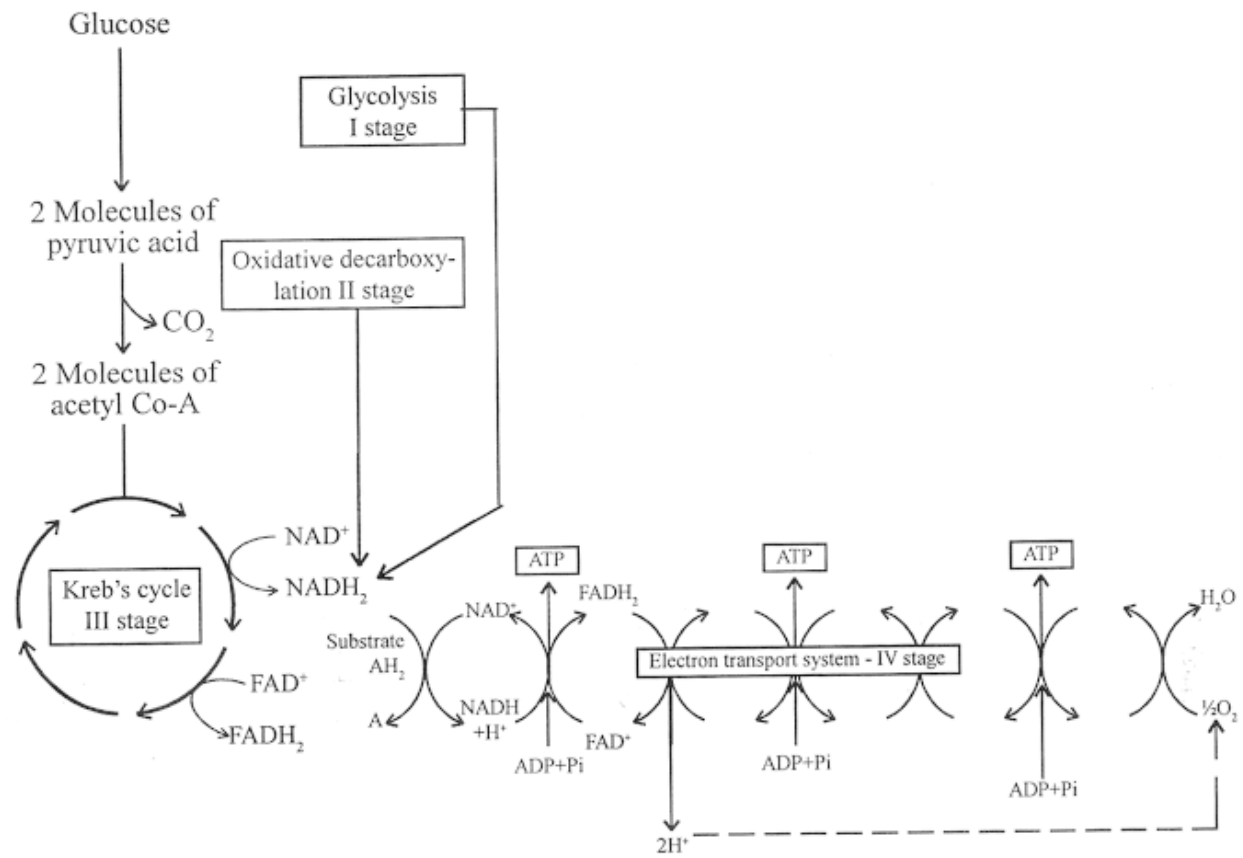 Glucose
Glycolysis
I stage
2 Molecules of
pyruvic acid
Oxidative decarboxy-
lation II stage
CO₂
2 Molecules of
acetyl Co-A
NAD⁺
NADH₂
Kreb's cycle
III stage
FAD⁺
FADH₂
ATP
ATP
ATP
NAD⁺
FADH₂
H₂O
Substrate
AH₂
Electron transport system - IV stage
A
NADH
+H⁺
FAD⁺
½O₂
ADP+Pi
ADP+Pi
ADP+Pi
2H⁺